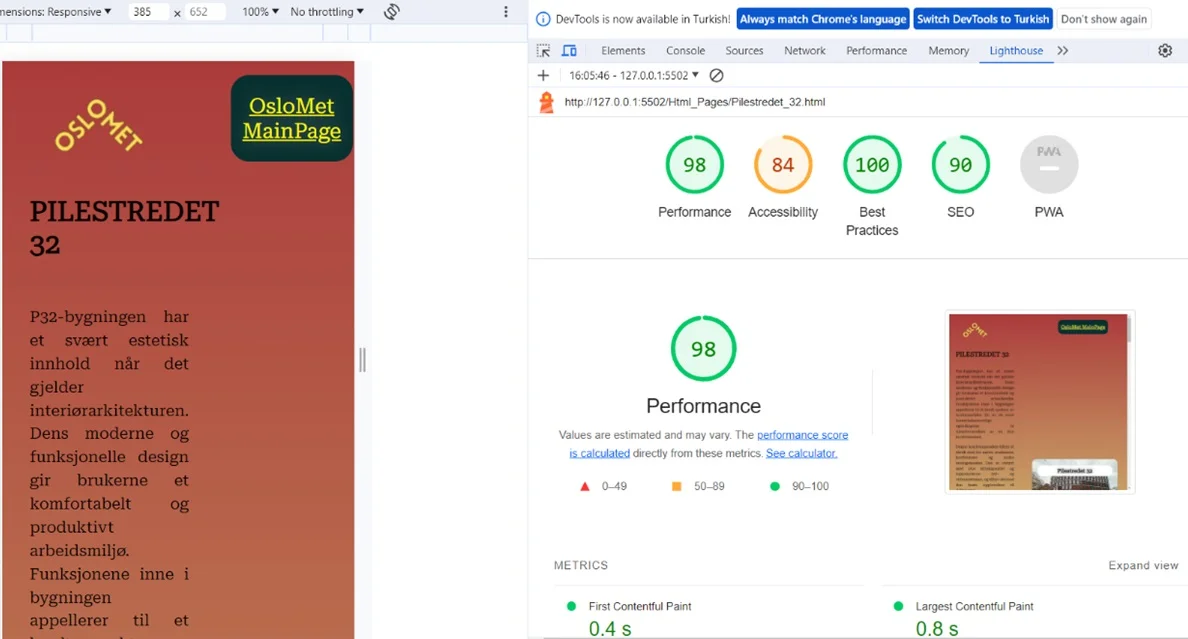 mensions: Responsive 385 x 652 100% No throttling
OSLOMET
OsloMet
MainPage
PILESTREDET
32
P32-bygningen har
et svært estetisk
innhold når det
gjelder
interiørarkitekturen.
Dens moderne og
funksjonelle design
gir brukerne et
komfortabelt og
produktivt
arbeidsmiljø.
Funksjonene inne i
bygningen
appellerer til et
DevTools is now available in Turkish! Always match Chrome's language Switch DevTools to Turkish Don't show again
Elements Console Sources Network Performance Memory Lighthouse
16:05:46 - 127.0.0.1:5502
http://127.0.0.1:5502/Html_Pages/Pilestredet_32.html
98 84 100 90 PWA
Performance Accessibility Best Practices SEO PWA
OSLOMET
OsloMet MainPage
PILESTREDET 32
Pilestredet 32
98
Performance
Values are estimated and may vary. The performance score
is calculated directly from these metrics. See calculator.
0–49 50–89 90–100
METRICS Expand view
First Contentful Paint
0.4 s
Largest Contentful Paint
0.8 s